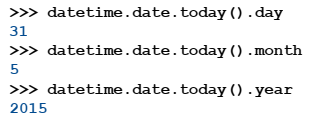 >>> datetime.date.today().day
31
>>> datetime.date.today().month
5
>>> datetime.date.today().year
2015